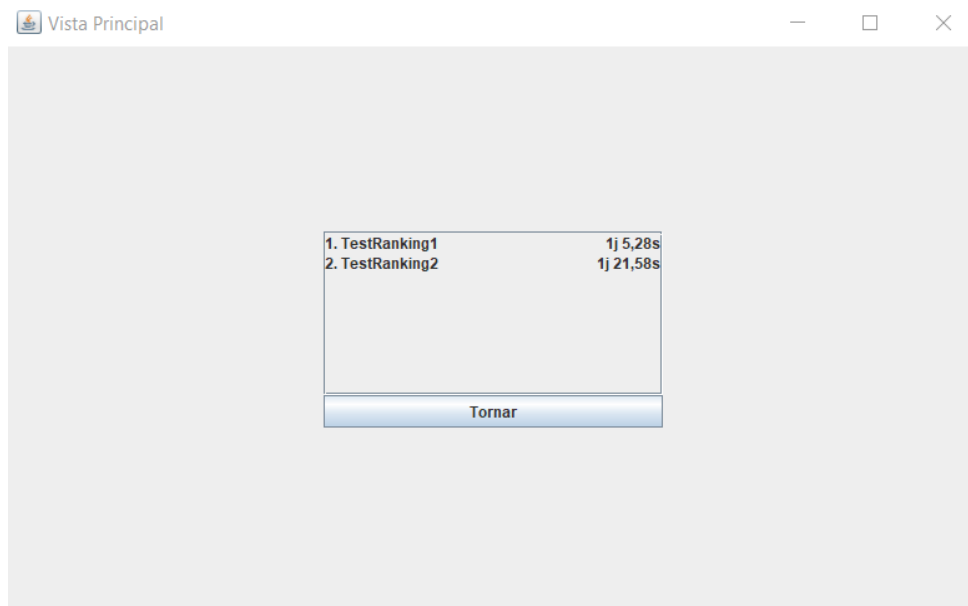 Vista Principal
1. TestRanking1 1j 5,28s
2. TestRanking2 1j 21,58s
Tornar